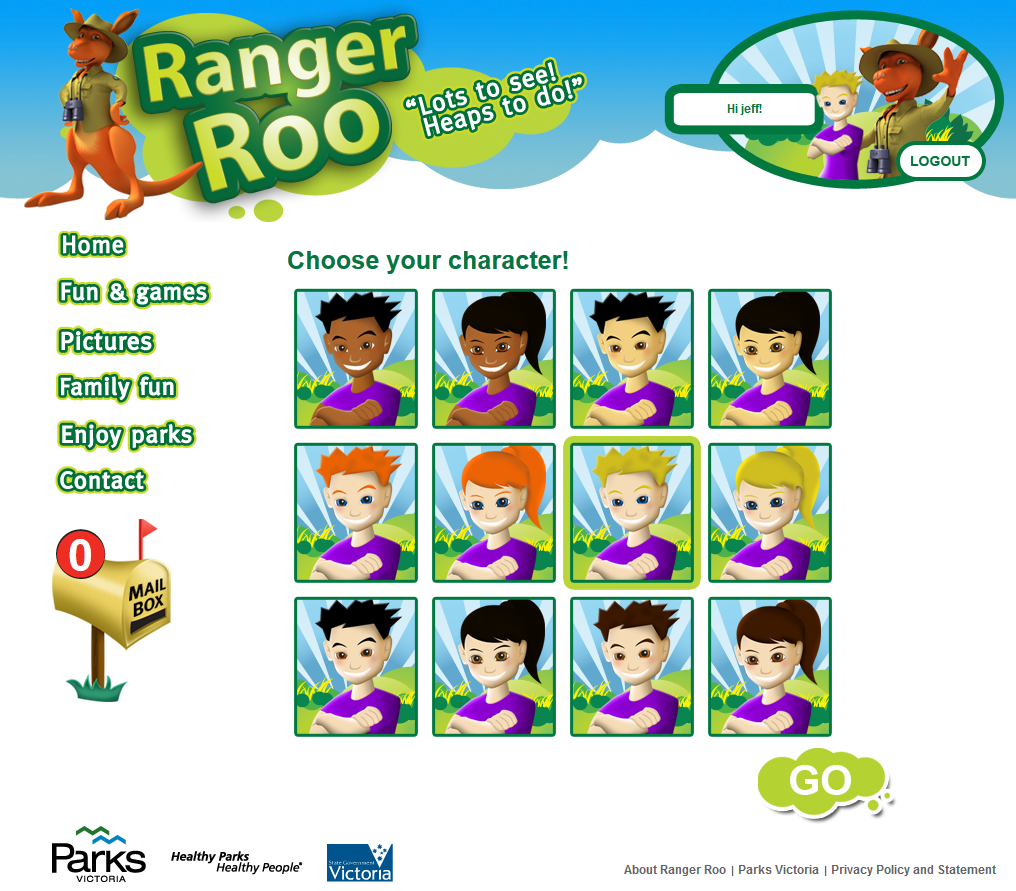 Ranger
Roo
“Lots to see!
Heaps to do!”
Hi jeff!
LOGOUT
Home
Fun & games
Pictures
Family fun
Enjoy parks
Contact
0
MAIL
BOX
Choose your character!
GO
Parks
VICTORIA
Healthy Parks
Healthy People®
State Government
Victoria
About Ranger Roo | Parks Victoria | Privacy Policy and Statement